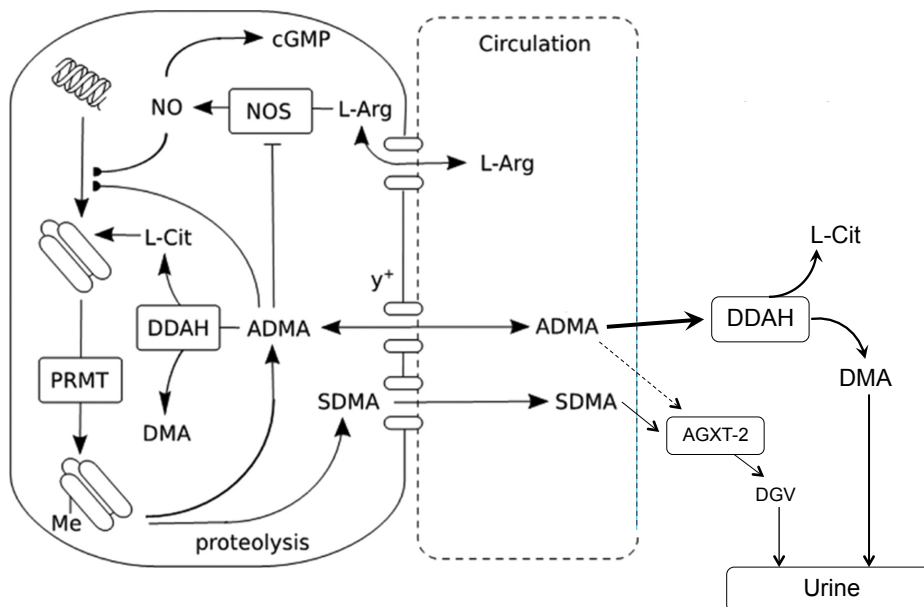 cGMP
Circulation
NO
NOS
L-Arg
L-Arg
L-Cit
L-Cit
y⁺
DDAH
ADMA
ADMA
DDAH
PRMT
DMA
SDMA
SDMA
DMA
AGXT-2
DGV
Me
proteolysis
Urine